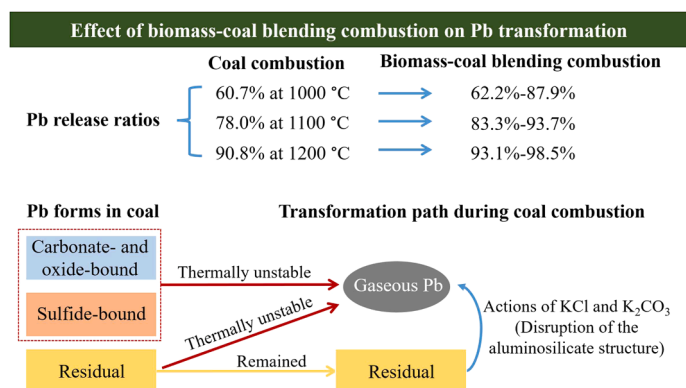 Effect of biomass-coal blending combustion on Pb transformation
Coal combustion Biomass-coal blending combustion
60.7% at 1000 °C 62.2%-87.9%
Pb release ratios 78.0% at 1100 °C 83.3%-93.7%
90.8% at 1200 °C 93.1%-98.5%
Pb forms in coal Transformation path during coal combustion
Carbonate- and
oxide-bound
Thermally unstable
Gaseous Pb
Sulfide-bound
Thermally unstable
Actions of KCl and K₂CO₃
(Disruption of the
aluminosilicate structure)
Residual Remained Residual